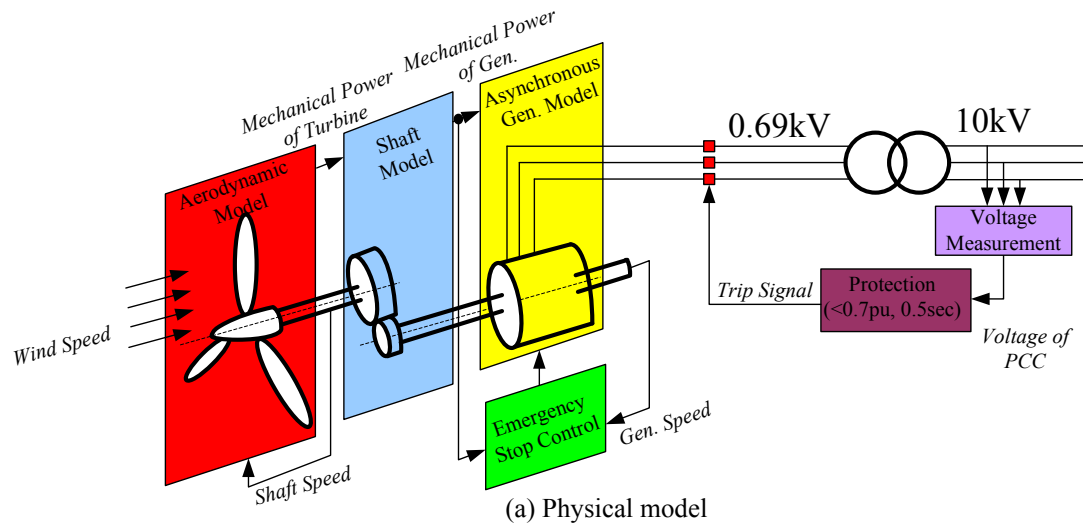 Mechanical Power
of Gen.
Mechanical Power
of Turbine
Asynchronous
Gen. Model
Shaft
Model
Aerodynamic
Model
0.69kV
10kV
Voltage
Measurement
Protection
(<0.7pu, 0.5sec)
Trip Signal
Voltage of
PCC
Wind Speed
Emergency
Stop Control
Gen. Speed
Shaft Speed
(a) Physical model